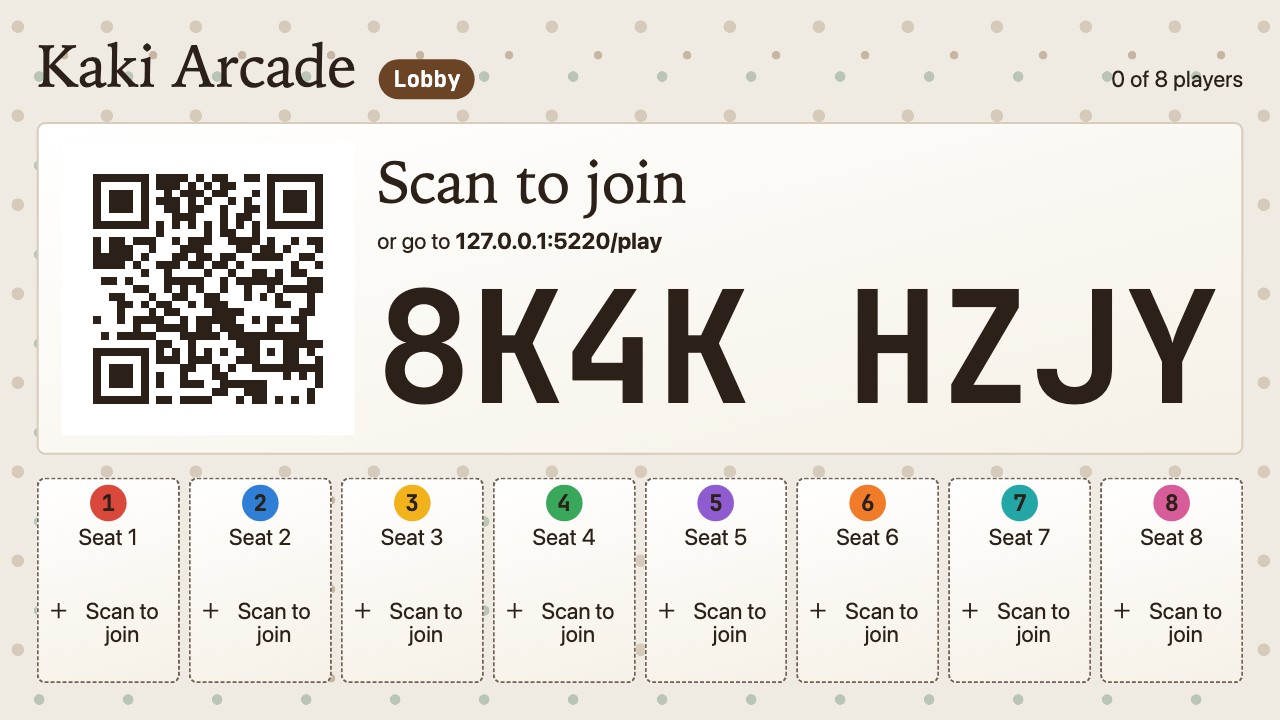 Kaki Arcade
Lobby
0 of 8 players
Scan to join
or go to 127.0.0.1:5220/play
8K4K HZJY
1
Seat 1
+ Scan to
join
2
Seat 2
+ Scan to
join
3
Seat 3
+ Scan to
join
4
Seat 4
+ Scan to
join
5
Seat 5
+ Scan to
join
6
Seat 6
+ Scan to
join
7
Seat 7
+ Scan to
join
8
Seat 8
+ Scan to
join